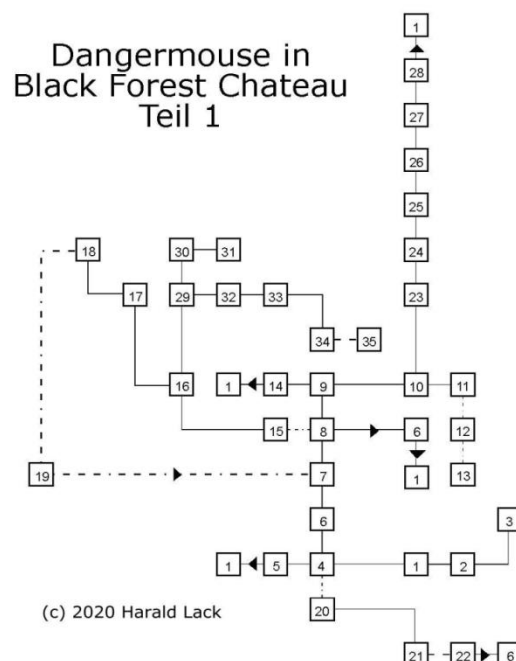 Dangermouse in
Black Forest Chateau
Teil 1
1
28
27
26
25
24
23
18
30 31
17
29 32 33
34 35
16
1 14 9 10 11
15 8 6 12
19
7
1 13
6
3
1 5 4 1 2
20
(c) 2020 Harald Lack
21 22 6